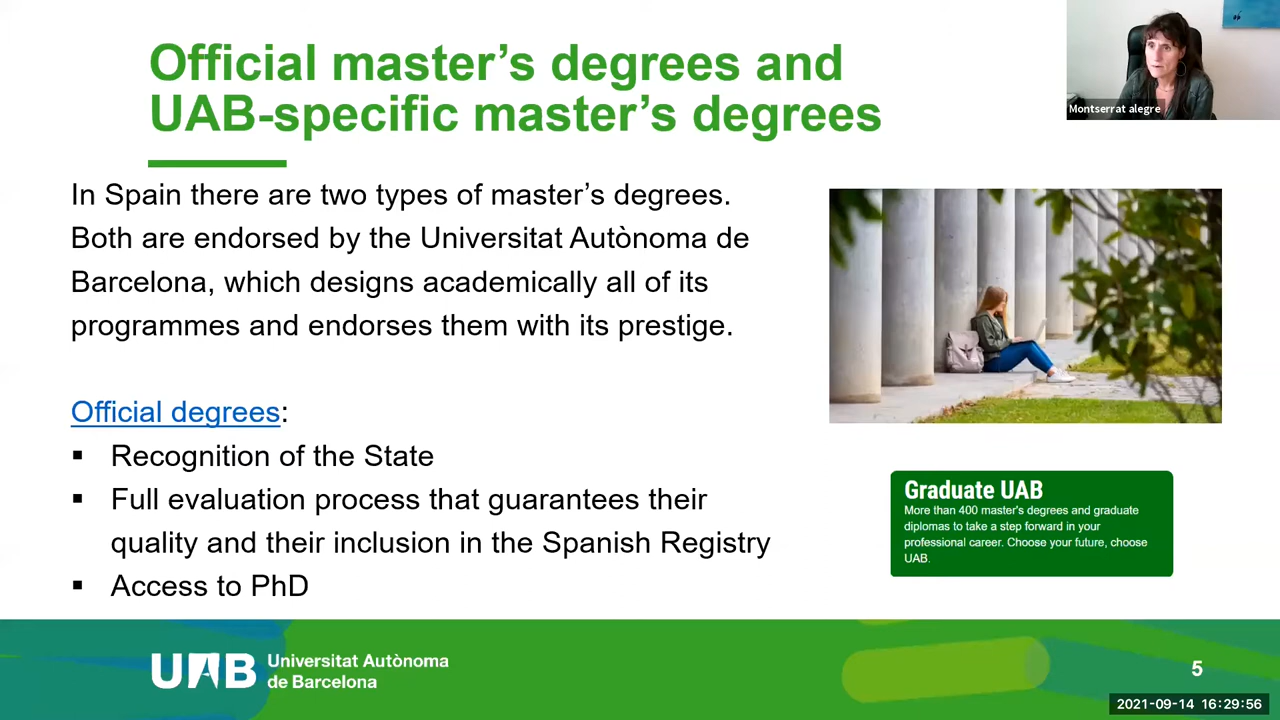 Official master’s degrees and
UAB-specific master’s degrees
Montserrat alegre
In Spain there are two types of master’s degrees.
Both are endorsed by the Universitat Autònoma de
Barcelona, which designs academically all of its
programmes and endorses them with its prestige.
Official degrees:
▪ Recognition of the State
▪ Full evaluation process that guarantees their
quality and their inclusion in the Spanish Registry
▪ Access to PhD
Graduate UAB
More than 400 master's degrees and graduate
diplomas to take a step forward in your
professional career. Choose your future, choose
UAB.
UAB
Universitat Autònoma
de Barcelona
5
2021-09-14 16:29:56